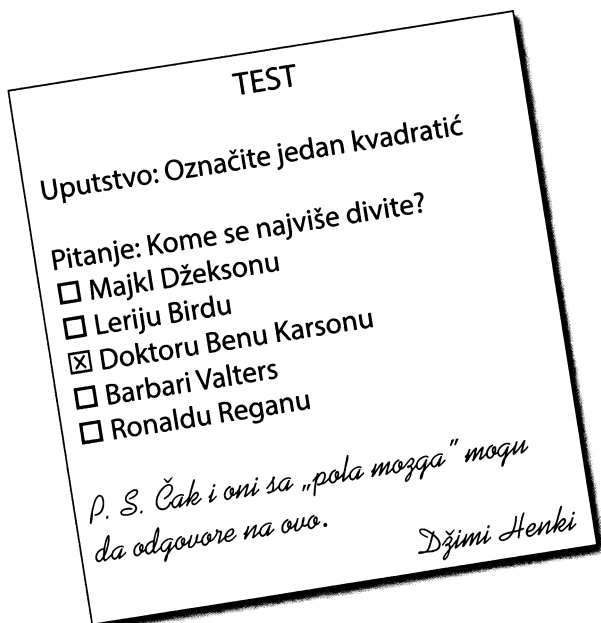 TEST
Uputstvo: Označite jedan kvadratić
Pitanje: Kome se najviše divite?
☐ Majkl Džeksonu
☐ Leriju Birdu
☒ Doktoru Benu Karsonu
☐ Barbari Valters
☐ Ronaldu Reganu
P. S. Čak i oni sa „pola mozga” mogu
da odgovore na ovo.
Džimi Henki